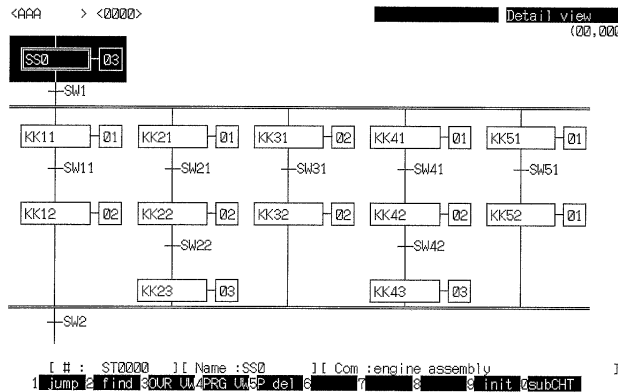 <AAA > <0000> Detail view
(00,000
SS0 03
SW1
KK11 01 KK21 01 KK31 02 KK41 01 KK51 01
SW11 SW21 SW31 SW41 SW51
KK12 02 KK22 02 KK32 02 KK42 02 KK52 01
SW22 SW42
KK23 03 KK43 03
SW2
[ # : ST0000 ][ Name :SS0 ][ Com :engine assembly ]
1 jump 2 find 3OVR VW4PRG VW5P del 6 7 8 9 init 0subCHT